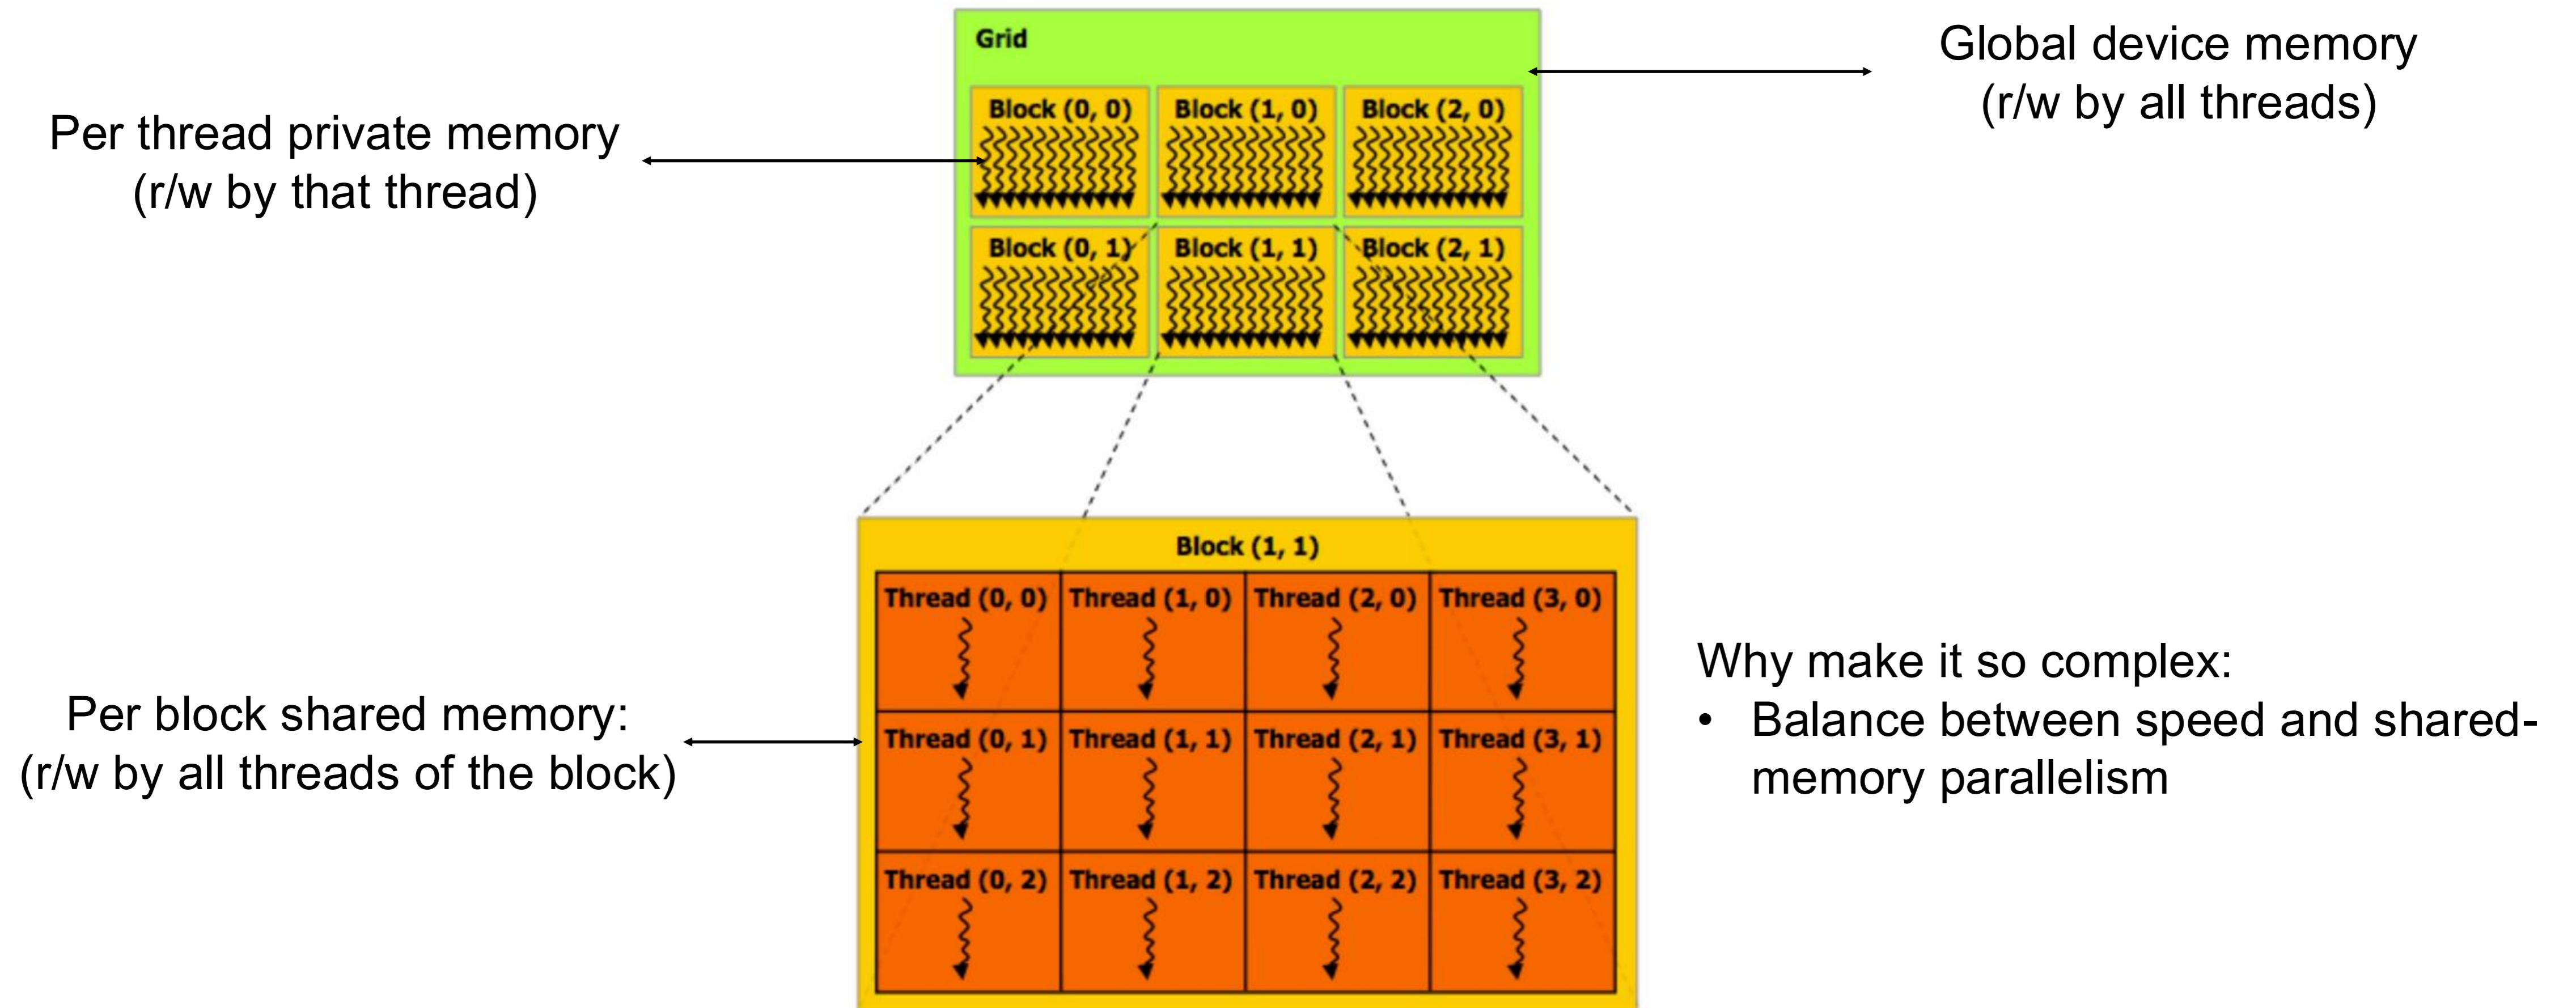 Grid
Global device memory
(r/w by all threads)
Per thread private memory
(r/w by that thread)
Block (0, 0)
Block (1, 0)
Block (2, 0)
Block (0, 1)
Block (1, 1)
Block (2, 1)
Block (1, 1)
Thread (0, 0)
Thread (1, 0)
Thread (2, 0)
Thread (3, 0)
Thread (0, 1)
Thread (1, 1)
Thread (2, 1)
Thread (3, 1)
Thread (0, 2)
Thread (1, 2)
Thread (2, 2)
Thread (3, 2)
Per block shared memory:
(r/w by all threads of the block)
Why make it so complex:
• Balance between speed and shared-
memory parallelism